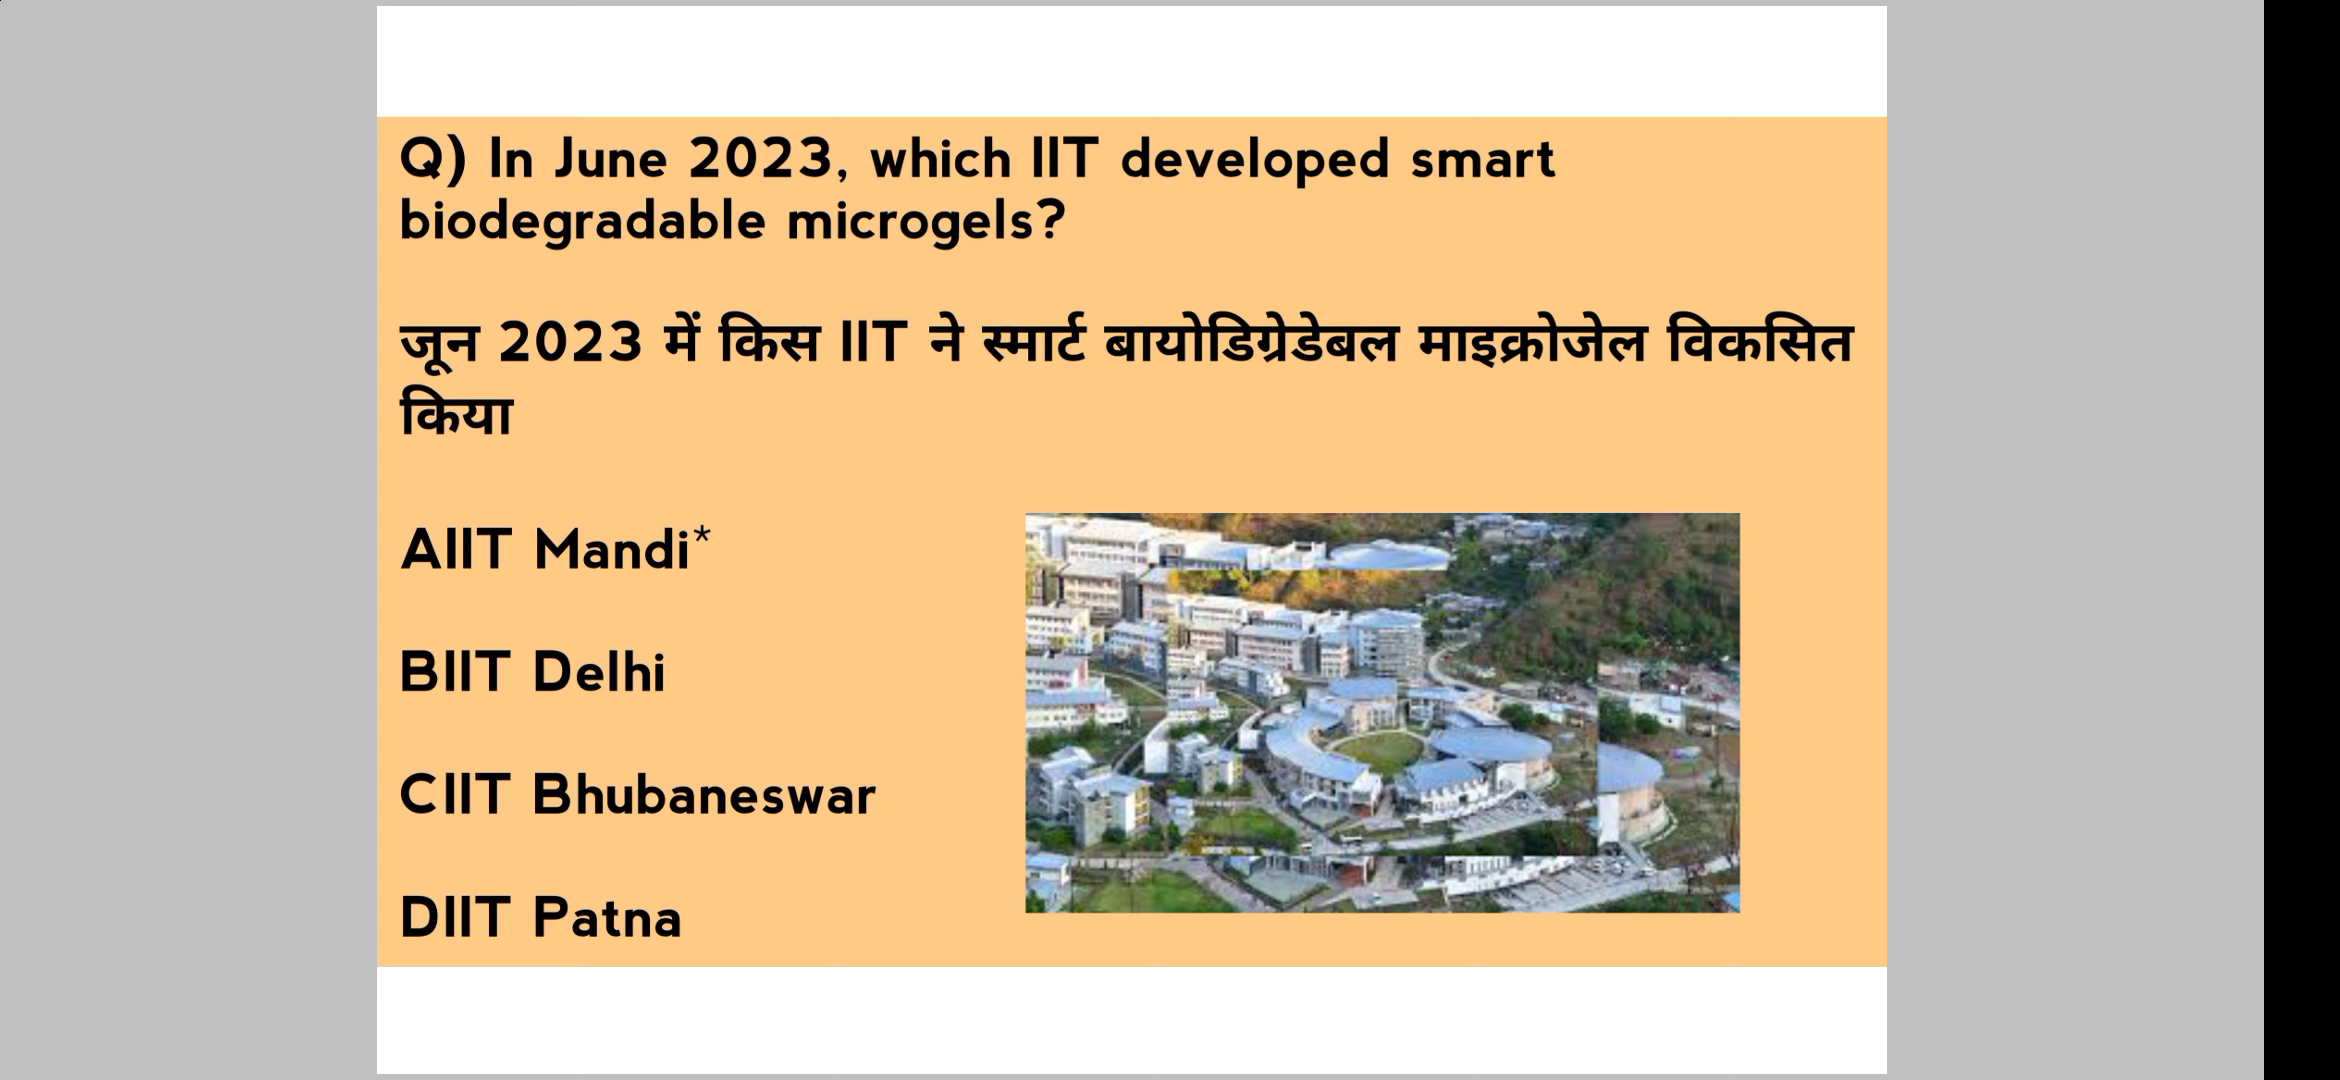 Q) In June 2023, which IIT developed smart
biodegradable microgels?
जून 2023 में किस IIT ने स्मार्ट बायोडिग्रेडेबल माइक्रोजेल विकसित
किया
AIIT Mandi*
BIIT Delhi
CIIT Bhubaneswar
DIIT Patna